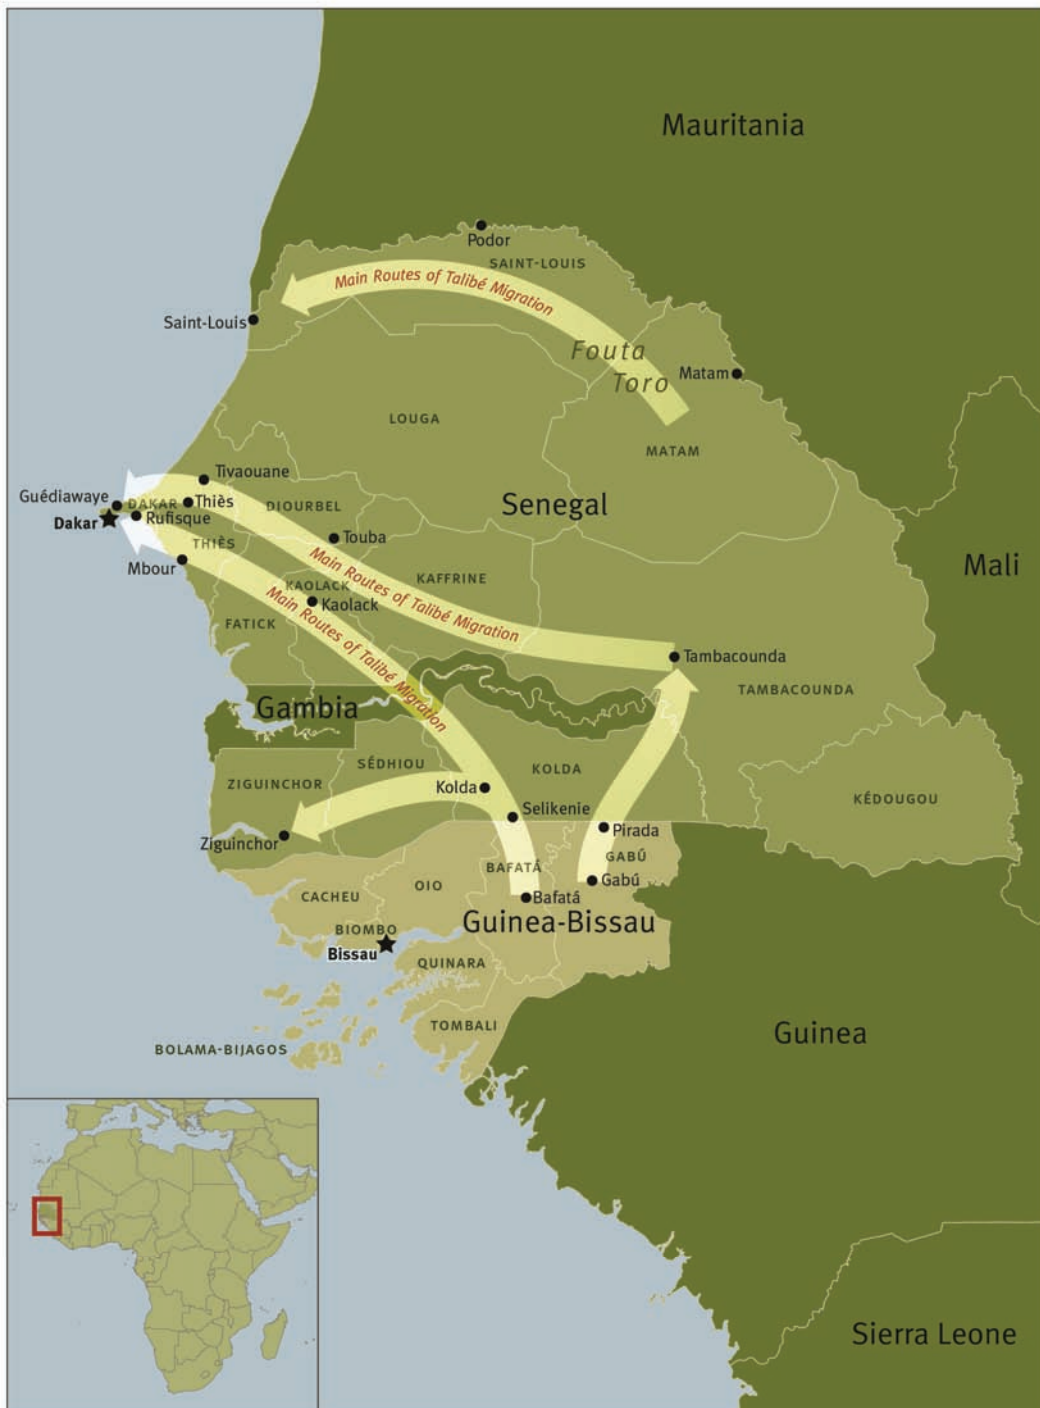 Mauritania
Podor
SAINT-LOUIS
Main Routes of Talibé Migration
Saint-Louis
Fouta
Toro
Matam
LOUGA
MATAM
Tivaouane
Guédiawaye
DAKAR
Thiès
DIOURBEL
Senegal
Dakar
Rufisque
THIÈS
Touba
Mbour
Main Routes of Talibé Migration
Mali
KAOLACK
KAFFRINE
Kaolack
Main Routes of Talibé Migration
FATICK
Tambacounda
TAMBACOUNDA
Gambia
SÉDHIOU
KOLDA
ZIGUINCHOR
Kolda
KÉDOUGOU
Selikenie
Ziguinchor
Pirada
GABÚ
BAFATÁ
Gabú
OIO
CACHEU
Bafatá
Guinea-Bissau
BIOMBO
Bissau
QUINARA
TOMBALI
Guinea
BOLAMA-BIJAGOS
Sierra Leone